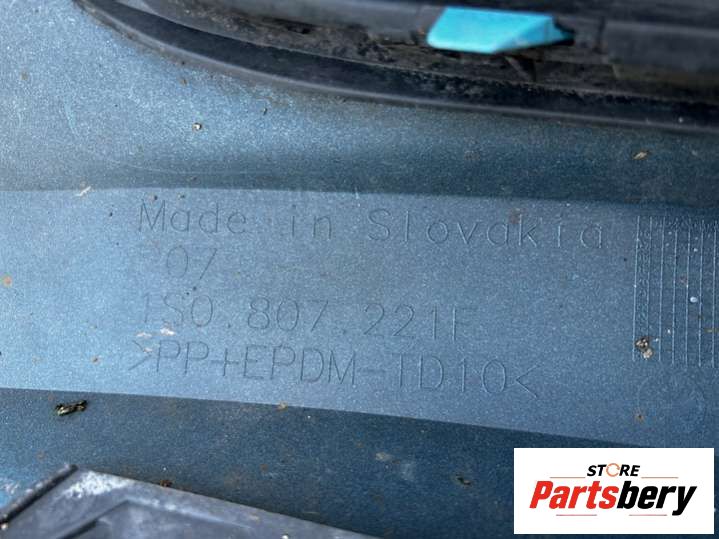 Made in Slovakia
07
1S0.807.221F
>PP+EPDM-TD10<
STORE
Partsbery